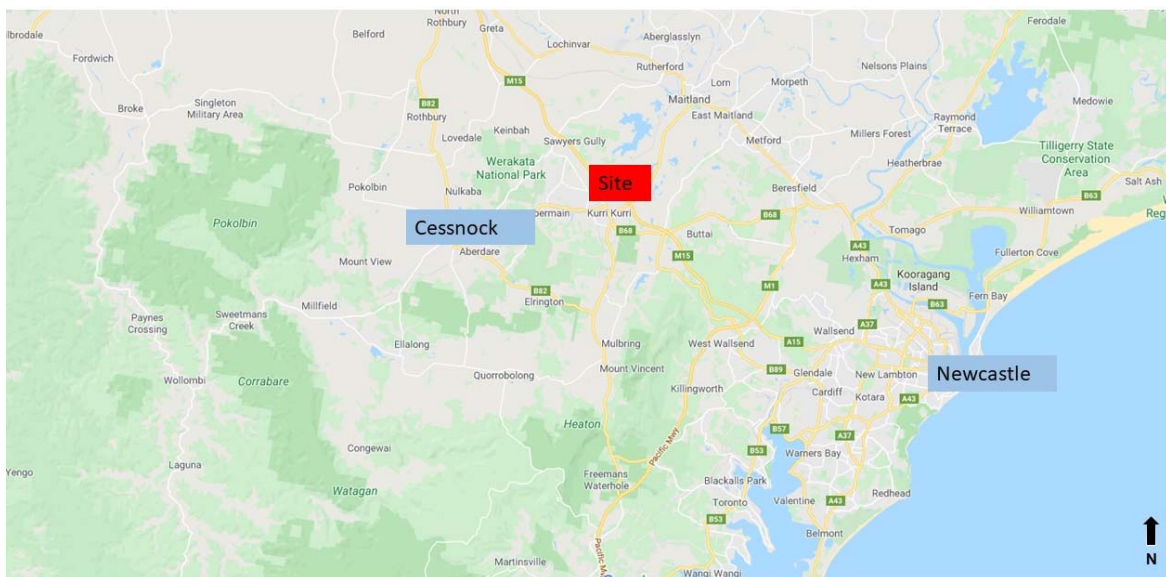 Ferodale
North
Rothbury
Greta
Belford
Aberglasslyn
Lochinvar
Fordwich
Rutherford
Nelsons Plains
M15
Lorn
Morpeth
Medowie
Singleton
Military Area
B82
Maitland
Broke
Rothbury
East Maitland
Raymond
Terrace
Keinbah
Lovedale
Sawyers Gully
Metford
Millers Forest
Tilligerry State
Conservation
Area
Werakata
National Park
Heatherbrae
Site
Beresfield
Salt Ash
Pokolbin
Nulkaba
B63
Kurri Kurri
B68
Williamtown
Pokolbin
Cessnock
B68
Buttai
Tomago
A43
Aberdare
M15
Hexham
Fullerton Cove
Mount View
Kooragang
Island
A43
M1
B82
Fern Bay
Millfield
Elrington
B63
Paynes
Crossing
Sweetmans
Creek
Wallsend
A37
Ellalong
Mulbring
West Wallsend
A15
Mount Vincent
B89
Glendale
New Lambton
Newcastle
Quorrobolong
Wollombi
Corrabare
Killingworth
Cardiff
Kotara
A43
Heaton
B57
A37
Pacific Mwy
Congewai
B53
Warners Bay
Laguna
Yengo
Freemans
Waterhole
Blackalls Park
Watagan
Toronto
Valentine
A43
Redhead
B53
Belmont
Martinsville
Wangi Wangi
N